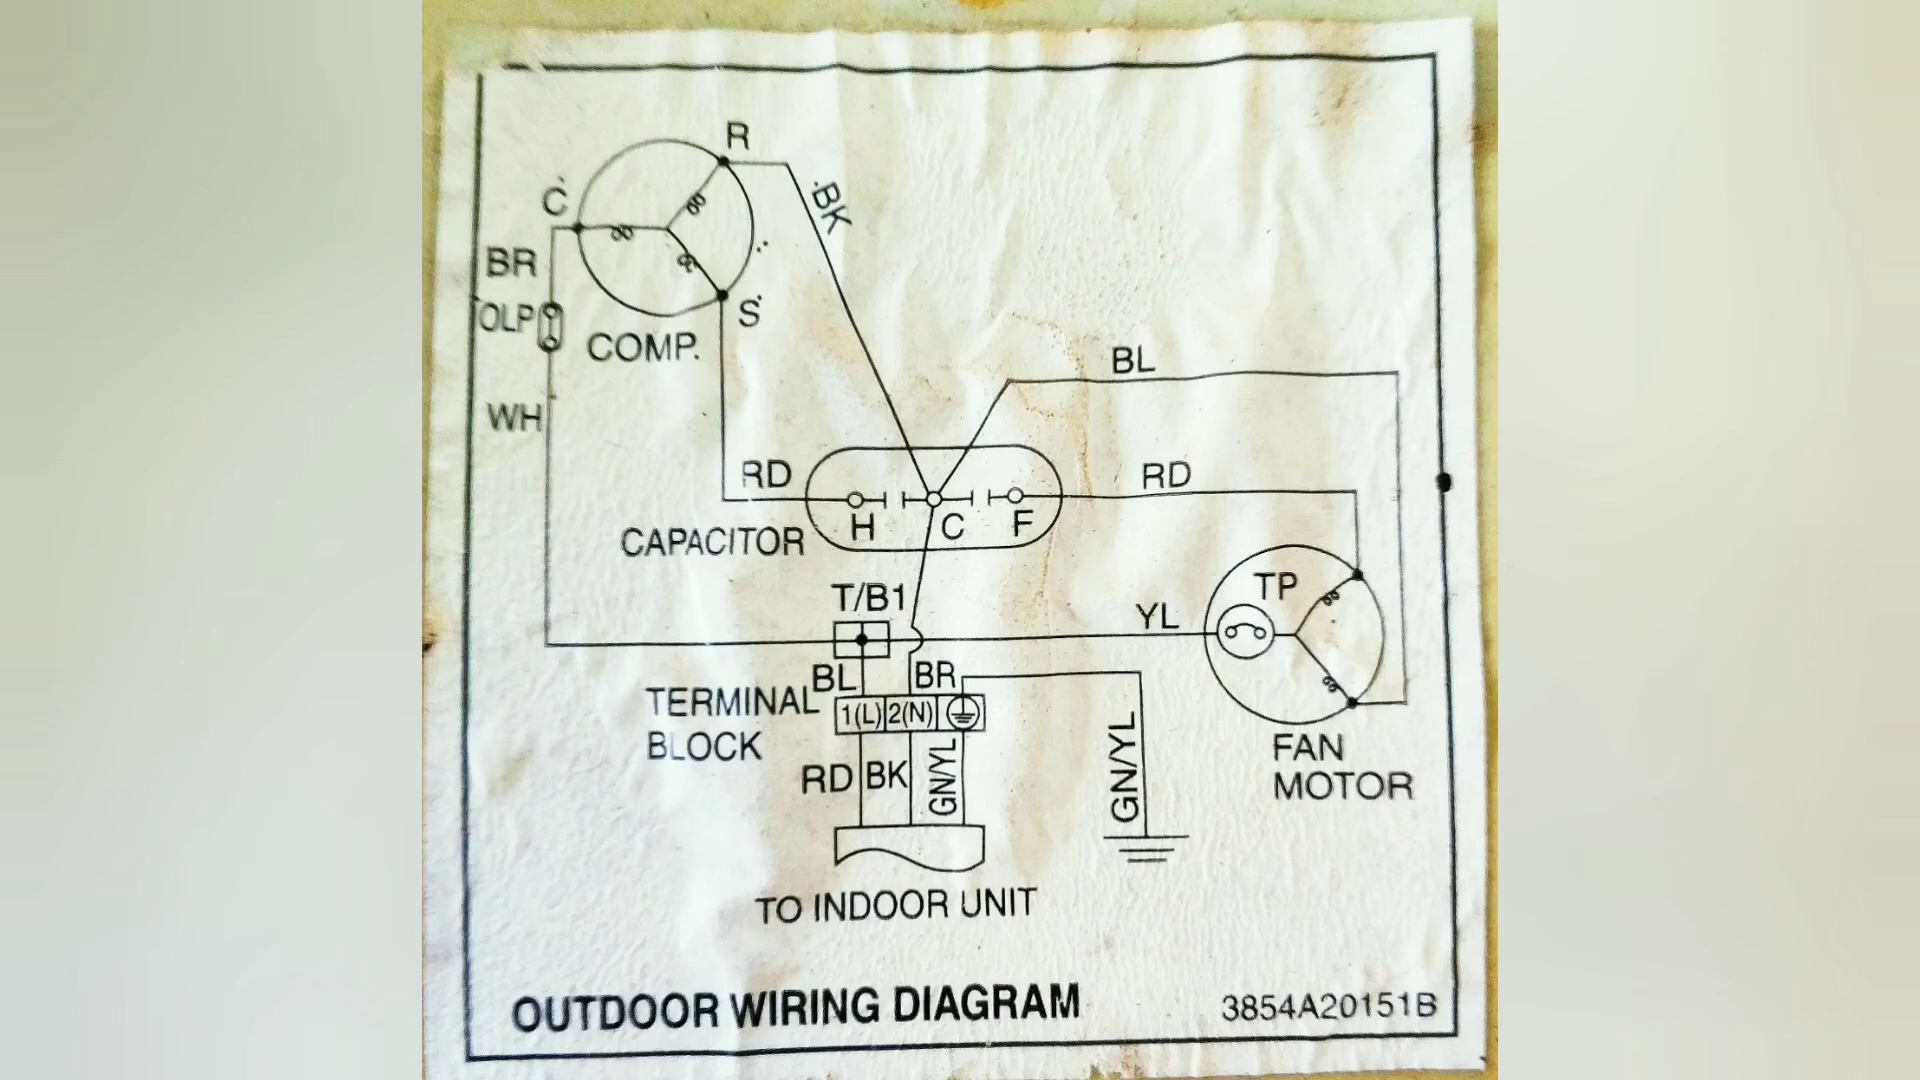 R
C
BK
BR
OLP
S
COMP.
BL
WH
RD
RD
H C F
CAPACITOR
T/B1
TP
YL
BL BR
TERMINAL
BLOCK
1(L) 2(N)
RD BK GN/YL
GN/YL
FAN
MOTOR
TO INDOOR UNIT
OUTDOOR WIRING DIAGRAM
3854A20151B